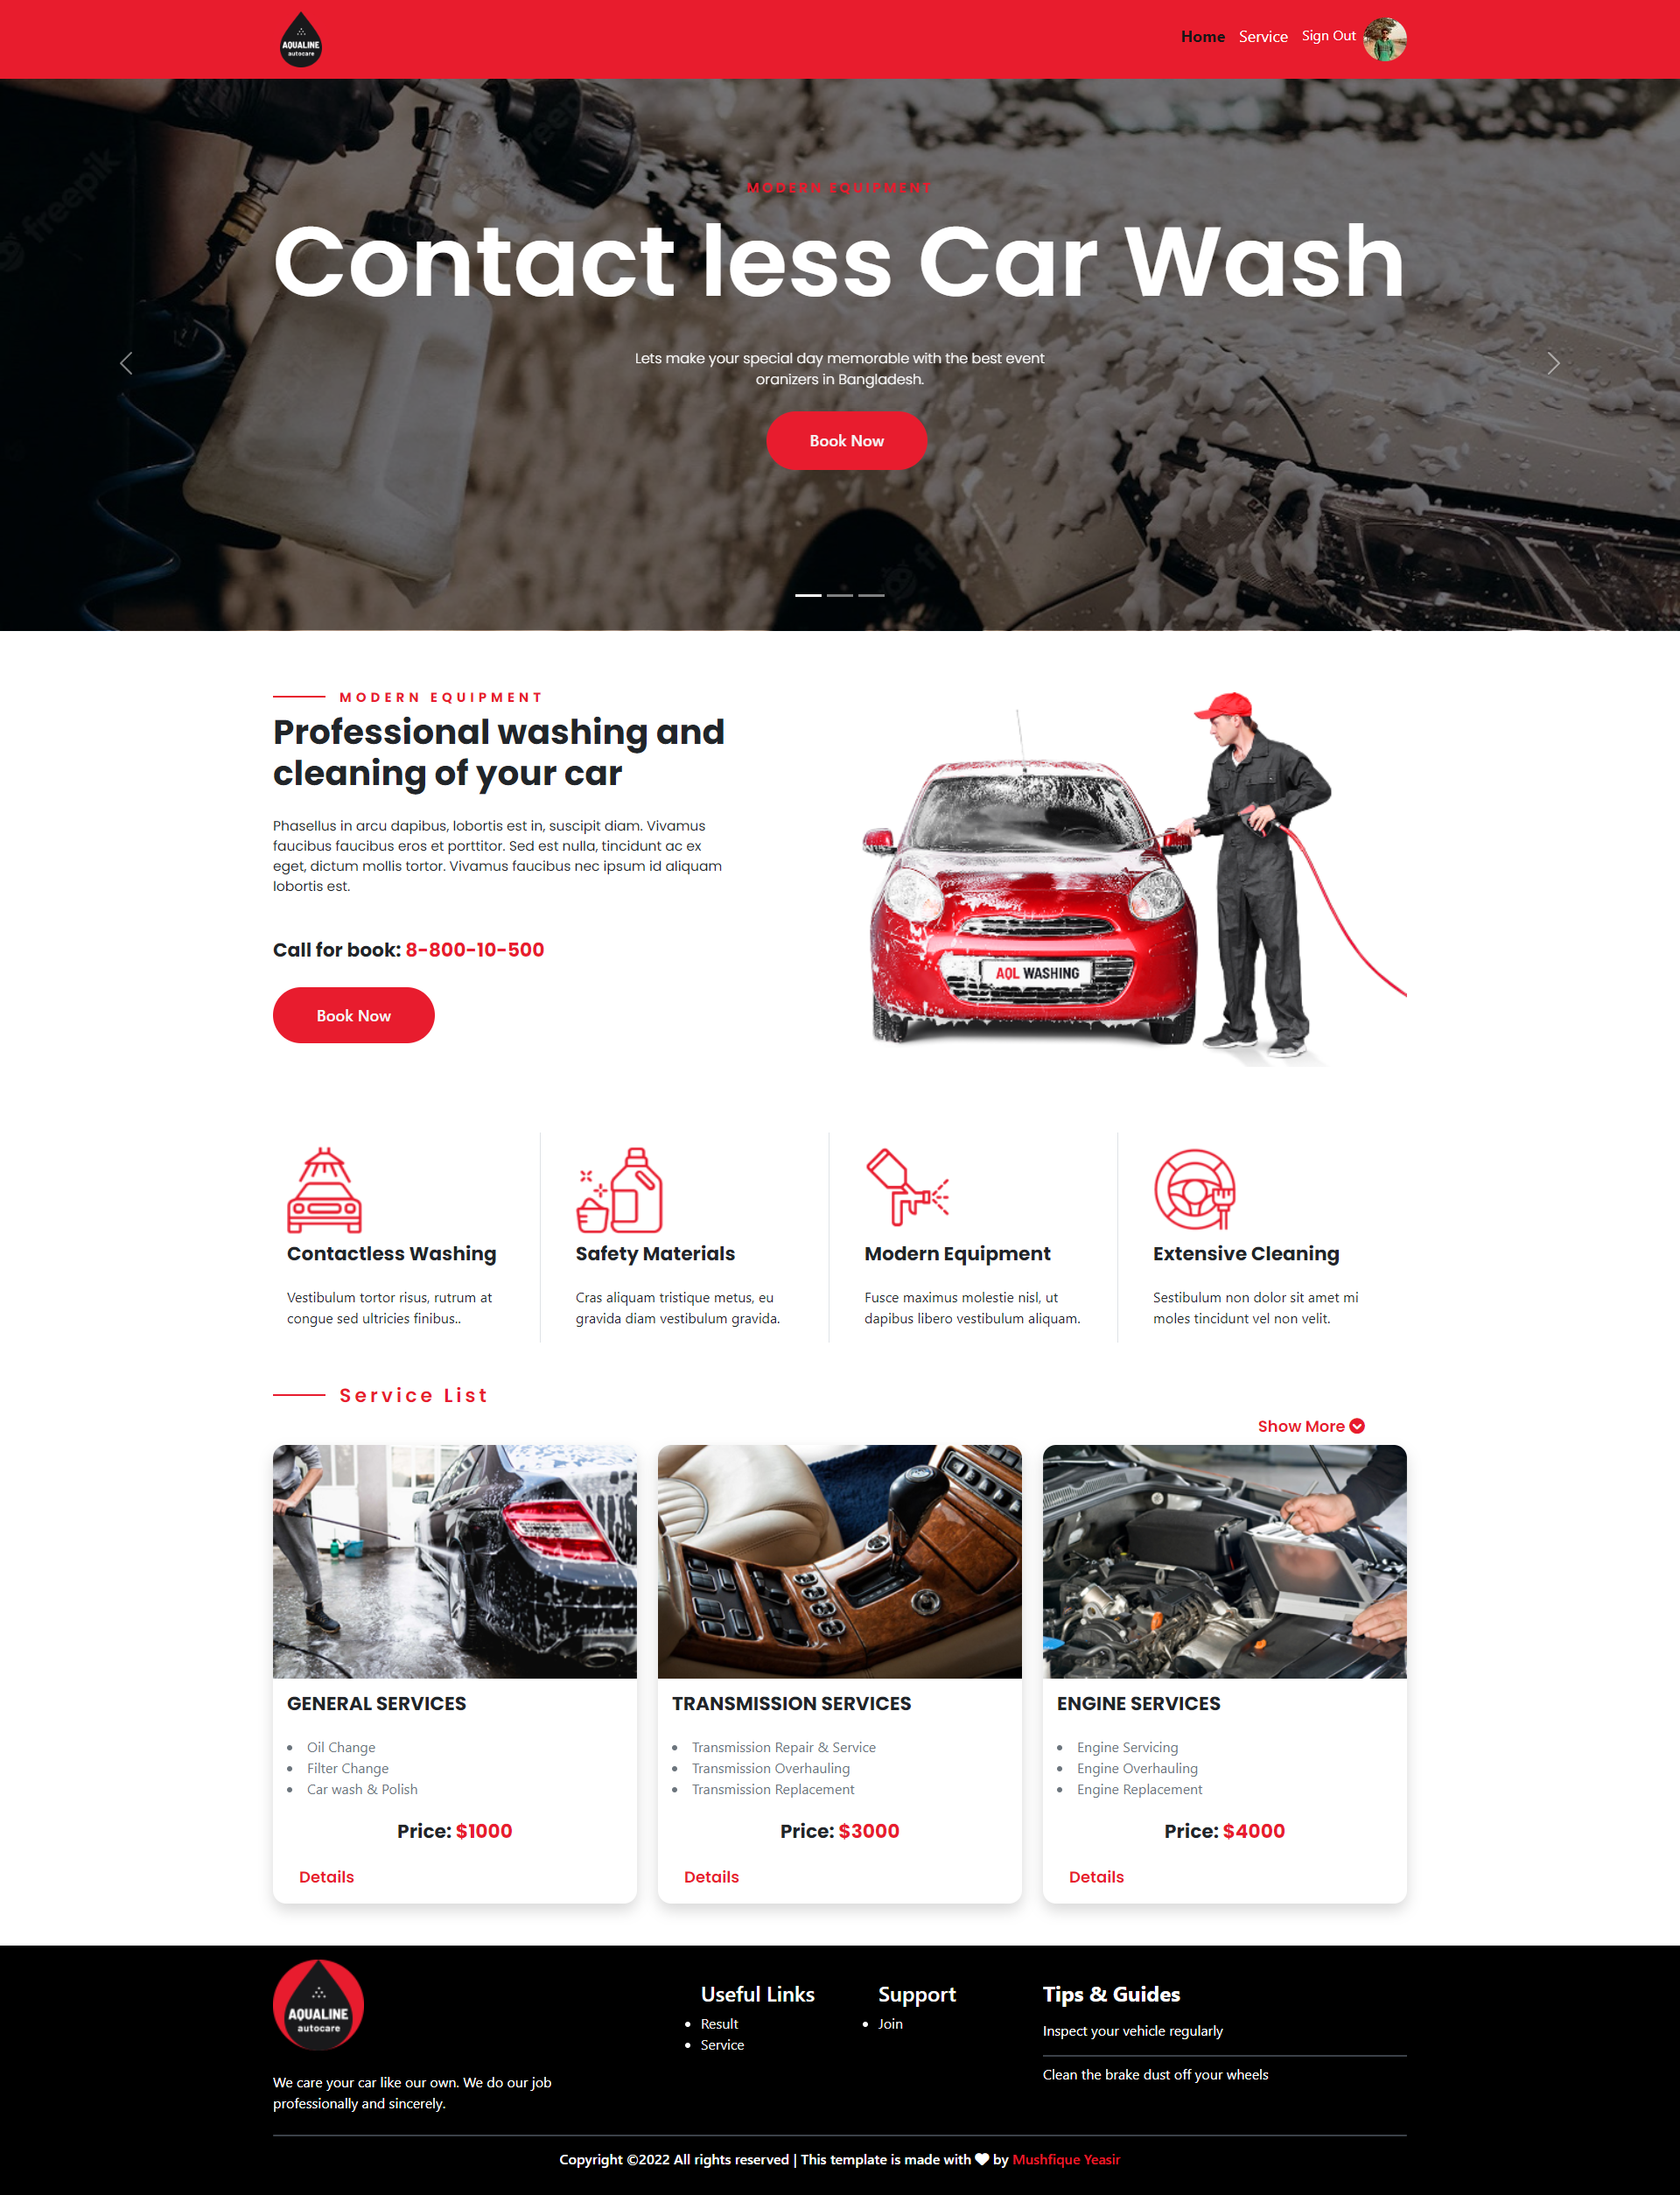 AQUALINE
autocare
Home Service Sign Out
freepik
MODERN EQUIPMENT
Contact less Car Wash
Lets make your special day memorable with the best event
oranizers in Bangladesh.
Book Now
MODERN EQUIPMENT
Professional washing and
cleaning of your car
Phasellus in arcu dapibus, lobortis est in, suscipit diam. Vivamus
faucibus faucibus eros et porttitor. Sed est nulla, tincidunt ac ex
eget, dictum mollis tortor. Vivamus faucibus nec ipsum id aliquam
lobortis est.
Call for book: 8-800-10-500
Book Now
AQL WASHING
Contactless Washing
Vestibulum tortor risus, rutrum at
congue sed ultricies finibus..
Safety Materials
Cras aliquam tristique metus, eu
gravida diam vestibulum gravida.
Modern Equipment
Fusce maximus molestie nisl, ut
dapibus libero vestibulum aliquam.
Extensive Cleaning
Sestibulum non dolor sit amet mi
moles tincidunt vel non velit.
Service List
Show More
GENERAL SERVICES
Oil Change
Filter Change
Car wash & Polish
Price: $1000
Details
TRANSMISSION SERVICES
Transmission Repair & Service
Transmission Overhauling
Transmission Replacement
Price: $3000
Details
ENGINE SERVICES
Engine Servicing
Engine Overhauling
Engine Replacement
Price: $4000
Details
AQUALINE
autocare
We care your car like our own. We do our job
professionally and sincerely.
Useful Links
Result
Service
Support
Join
Tips & Guides
Inspect your vehicle regularly
Clean the brake dust off your wheels
Copyright ©2022 All rights reserved | This template is made with by Mushfique Yeasir